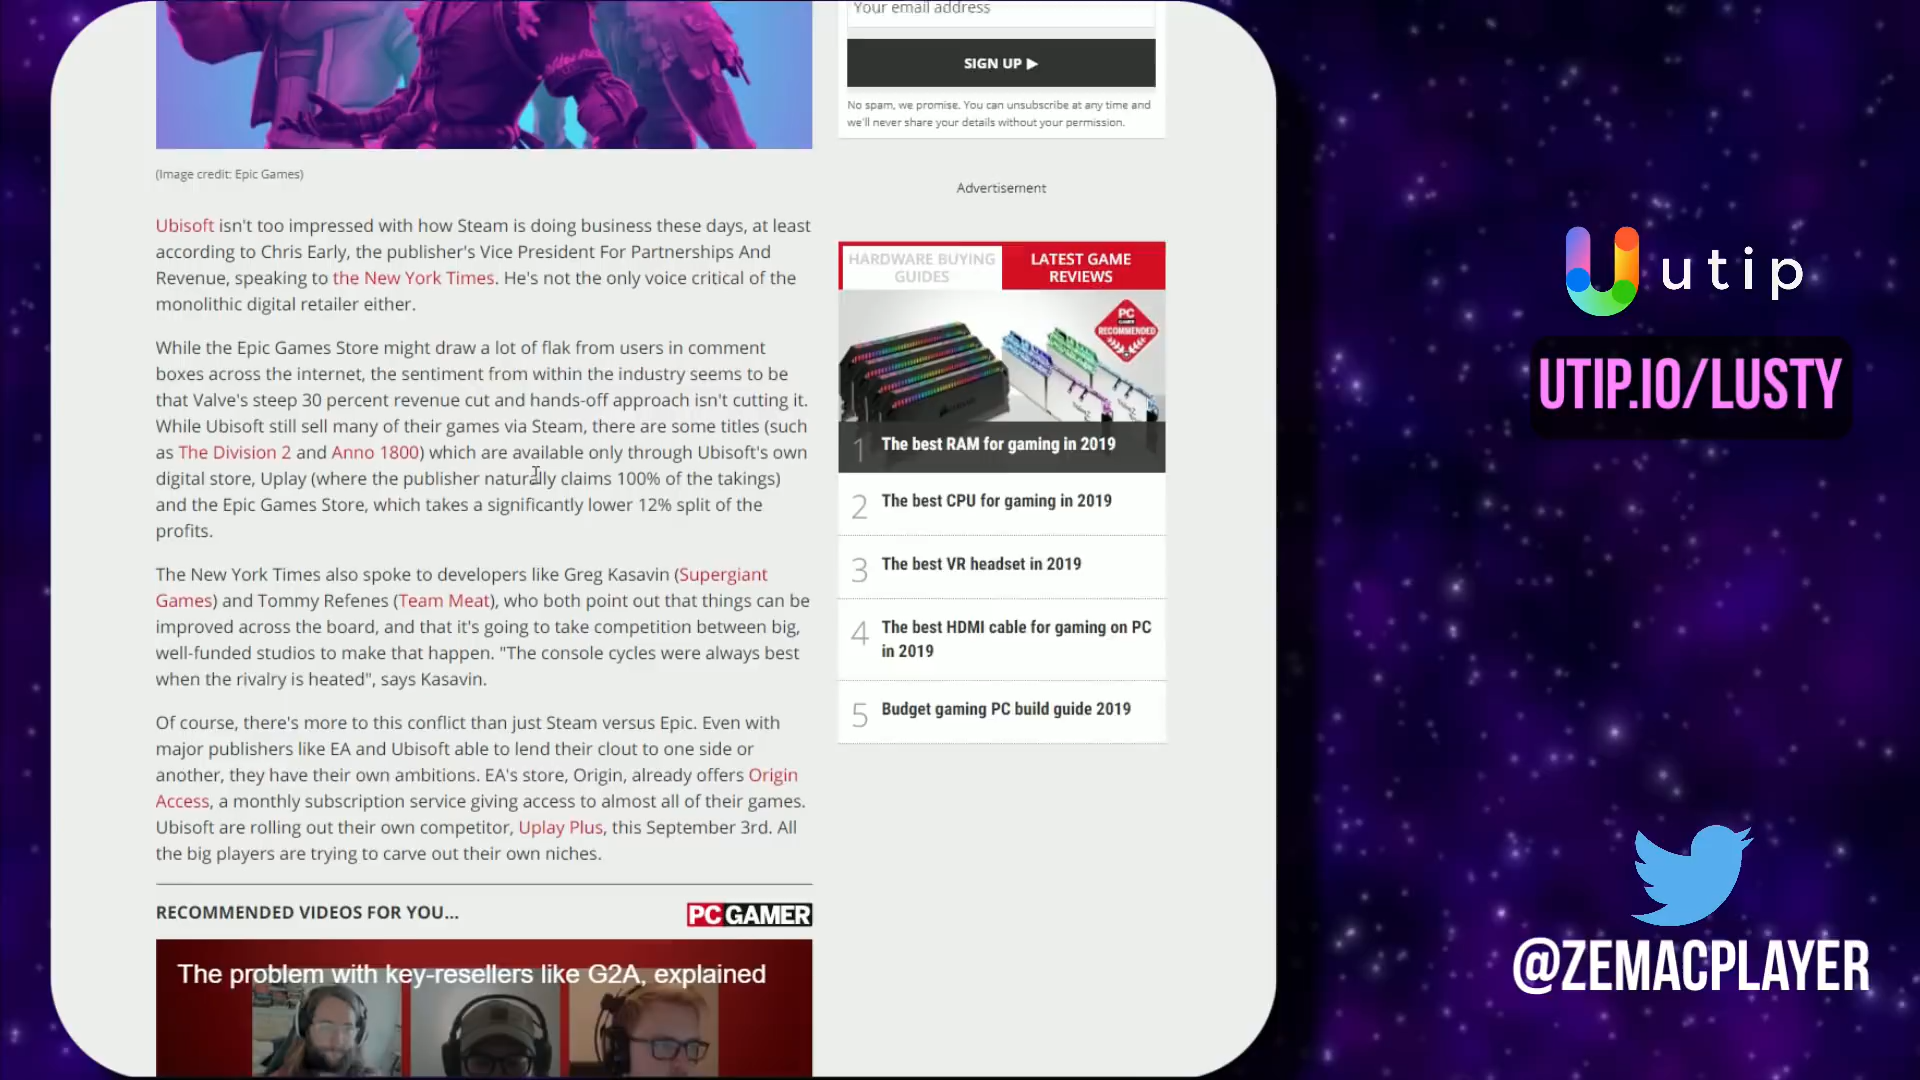 Your email address
SIGN UP ▶
No spam, we promise. You can unsubscribe at any time and
we'll never share your details without your permission.
(Image credit: Epic Games)
Advertisement
Ubisoft isn't too impressed with how Steam is doing business these days, at least
according to Chris Early, the publisher's Vice President For Partnerships And
Revenue, speaking to the New York Times. He's not the only voice critical of the
monolithic digital retailer either.
While the Epic Games Store might draw a lot of flak from users in comment
boxes across the internet, the sentiment from within the industry seems to be
that Valve's steep 30 percent revenue cut and hands-off approach isn't cutting it.
While Ubisoft still sell many of their games via Steam, there are some titles (such
as The Division 2 and Anno 1800) which are available only through Ubisoft's own
digital store, Uplay (where the publisher naturally claims 100% of the takings)
and the Epic Games Store, which takes a significantly lower 12% split of the
profits.
The New York Times also spoke to developers like Greg Kasavin (Supergiant
Games) and Tommy Refenes (Team Meat), who both point out that things can be
improved across the board, and that it's going to take competition between big,
well-funded studios to make that happen. "The console cycles were always best
when the rivalry is heated", says Kasavin.
Of course, there's more to this conflict than just Steam versus Epic. Even with
major publishers like EA and Ubisoft able to lend their clout to one side or
another, they have their own ambitions. EA's store, Origin, already offers Origin
Access, a monthly subscription service giving access to almost all of their games.
Ubisoft are rolling out their own competitor, Uplay Plus, this September 3rd. All
the big players are trying to carve out their own niches.
RECOMMENDED VIDEOS FOR YOU...
PC GAMER
The problem with key-resellers like G2A, explained
HARDWARE BUYING
GUIDES
LATEST GAME
REVIEWS
PC
GAMER
RECOMMENDED
1 The best RAM for gaming in 2019
2 The best CPU for gaming in 2019
3 The best VR headset in 2019
4 The best HDMI cable for gaming on PC
in 2019
5 Budget gaming PC build guide 2019
utip
UTIP.IO/LUSTY
@ZEMACPLAYER